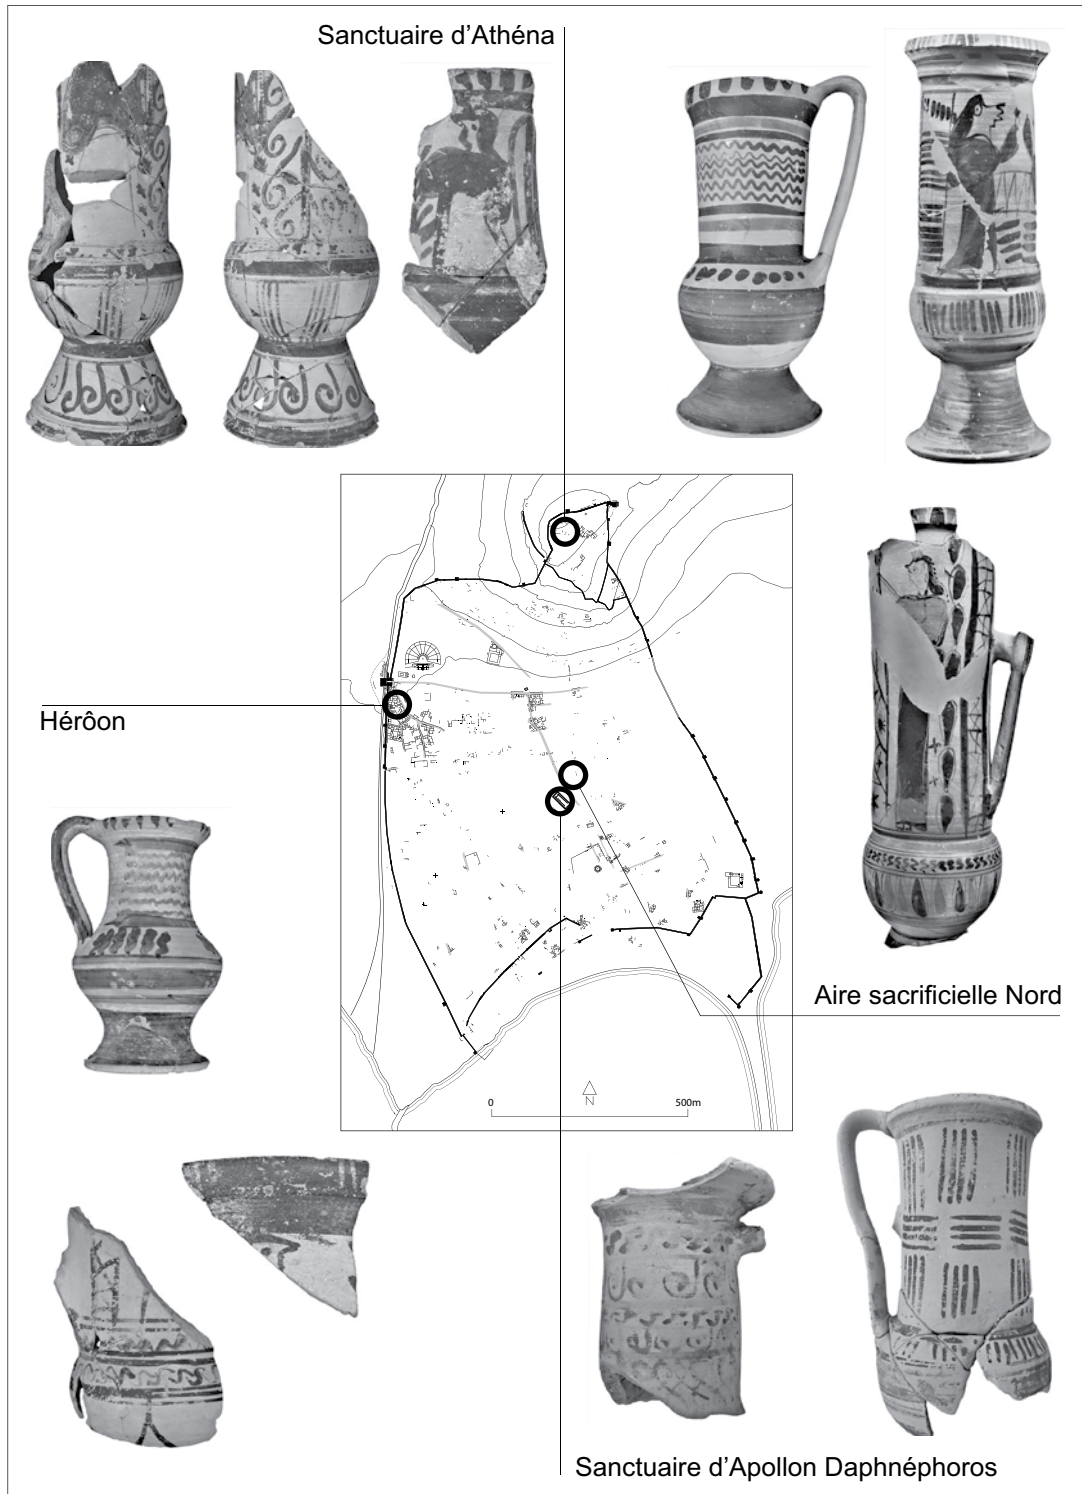 Sanctuaire d’Athéna
Hérôon
Aire sacrificielle Nord
N
0 500m
Sanctuaire d’Apollon Daphnéphoros